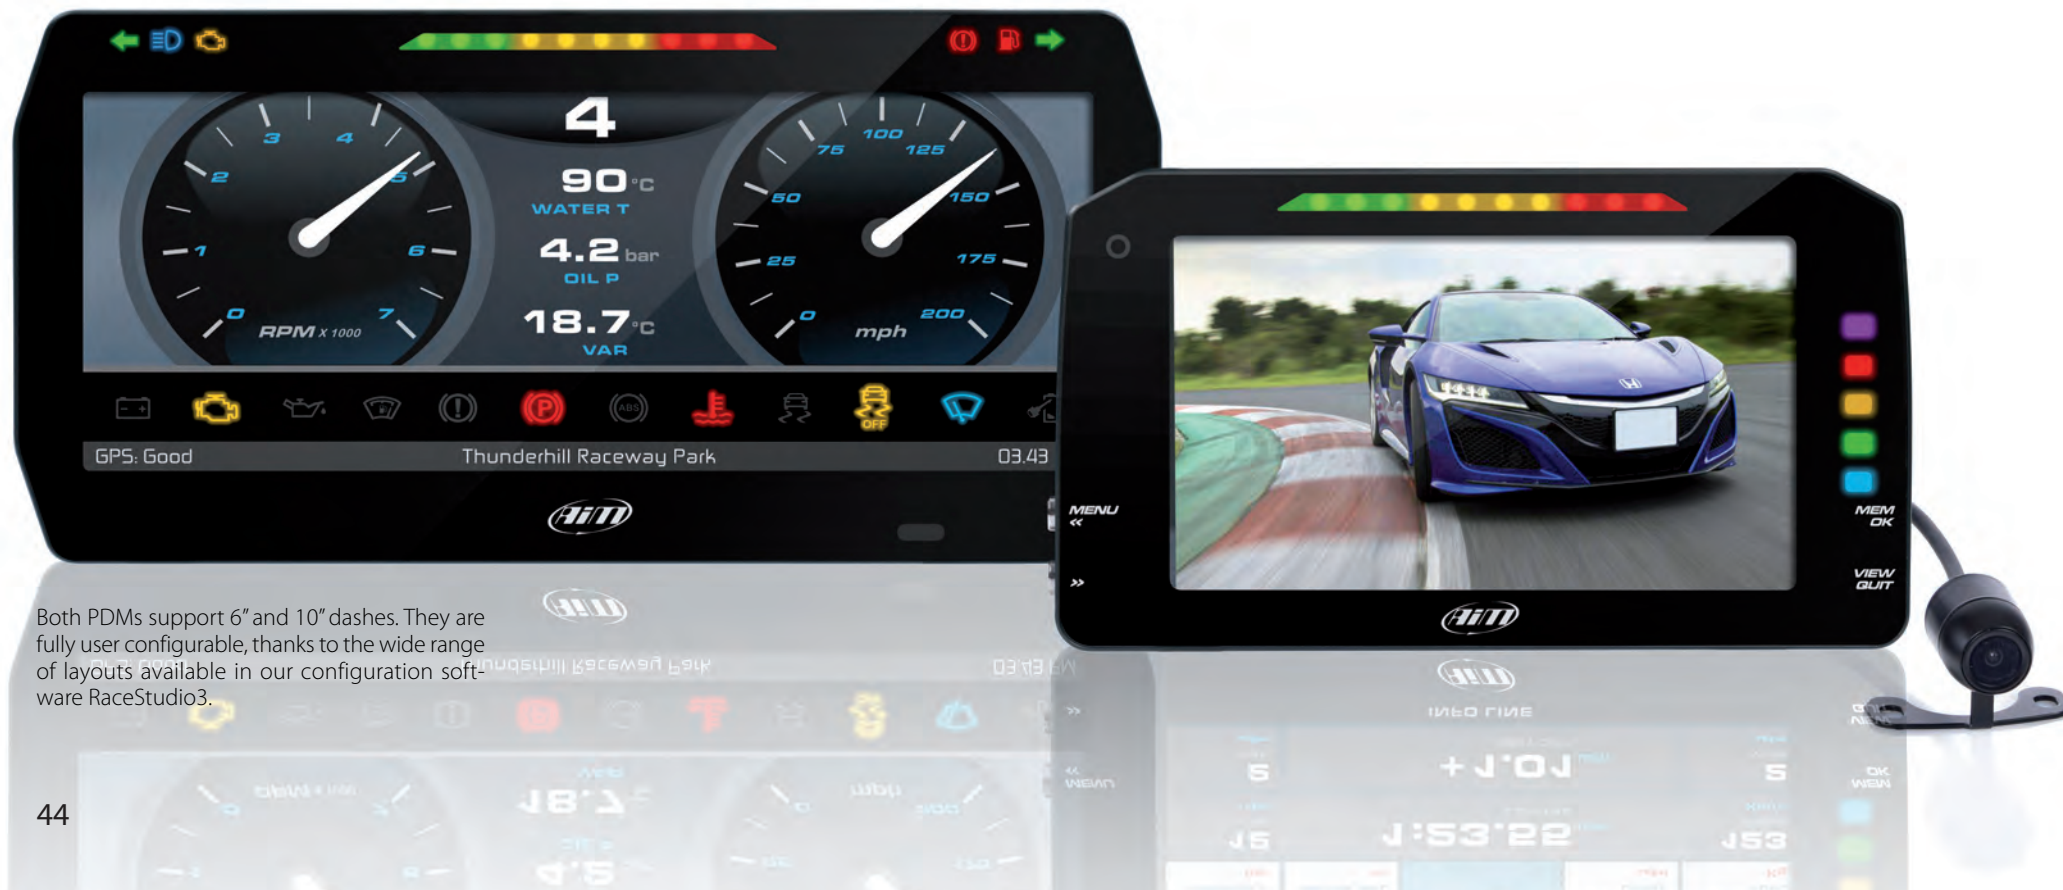 4
3
4
2
5
1
6
0
7
RPM X 1000
90 °C
WATER T
4.2 bar
OIL P
18.7 °C
VAR
100
75
125
50
150
25
175
0
200
mph
P
ABS
OFF
GPS: Good
Thunderhill Raceway Park
03.43
AiM
MENU
<<
>>
MEM
OK
VIEW
QUIT
AiM
Both PDMs support 6” and 10” dashes. They are
fully user configurable, thanks to the wide range
of layouts available in our configuration soft-
ware RaceStudio3.
44